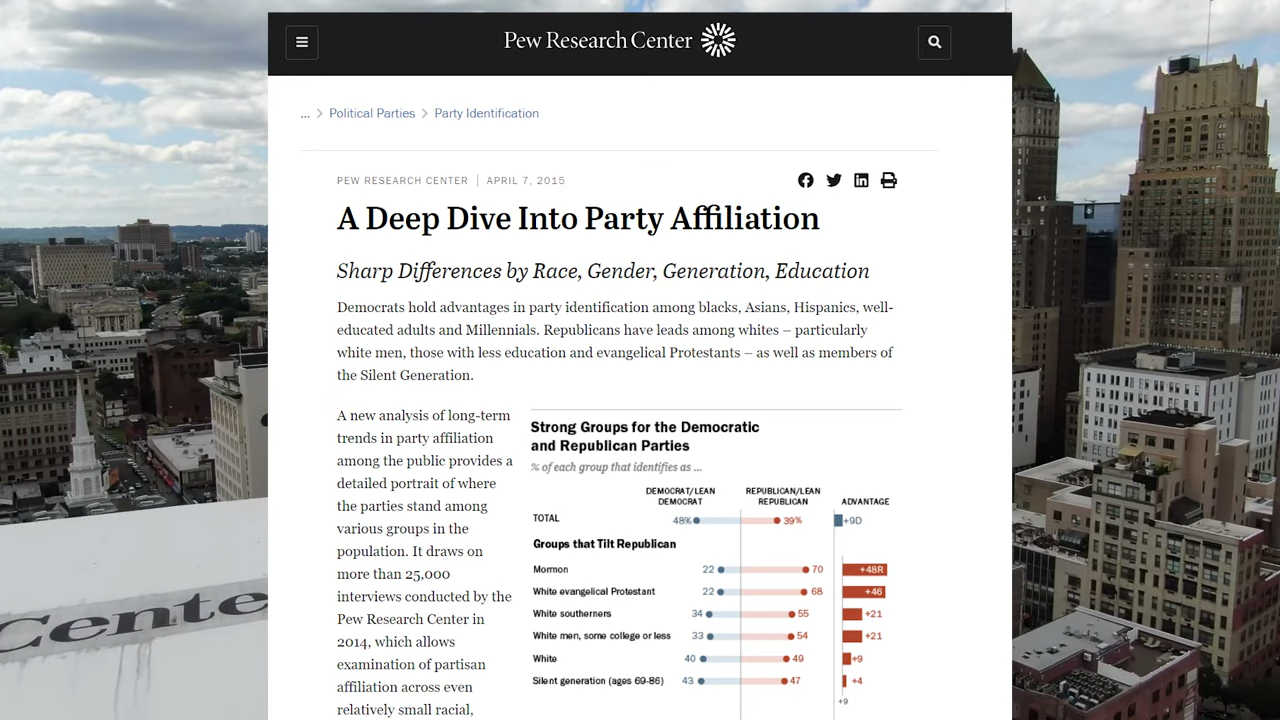 Pew Research Center
... > Political Parties > Party Identification
PEW RESEARCH CENTER | APRIL 7, 2015
A Deep Dive Into Party Affiliation
Sharp Differences by Race, Gender, Generation, Education
Democrats hold advantages in party identification among blacks, Asians, Hispanics, well-
educated adults and Millennials. Republicans have leads among whites – particularly
white men, those with less education and evangelical Protestants – as well as members of
the Silent Generation.
A new analysis of long-term
trends in party affiliation
among the public provides a
detailed portrait of where
the parties stand among
various groups in the
population. It draws on
more than 25,000
interviews conducted by the
Pew Research Center in
2014, which allows
examination of partisan
affiliation across even
relatively small racial,
Strong Groups for the Democratic
and Republican Parties
% of each group that identifies as ...
DEMOCRAT/LEAN DEMOCRAT REPUBLICAN/LEAN REPUBLICAN ADVANTAGE
TOTAL 48% 39% +9D
Groups that Tilt Republican
Mormon 22 70 +48R
White evangelical Protestant 22 68 +46
White southerners 34 55 +21
White men, some college or less 33 54 +21
White 40 49 +9
Silent generation (ages 69-86) 43 47 +4
+9
Cente